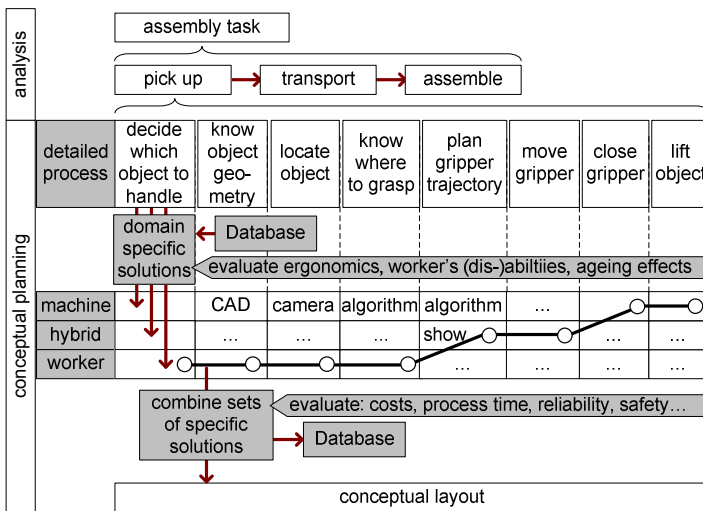 analysis
assembly task
pick up
transport
assemble
conceptual planning
detailed
process
decide
which
object to
handle
know
object
geo-
metry
locate
object
know
where
to grasp
plan
gripper
trajectory
move
gripper
close
gripper
lift
object
domain
specific
solutions
Database
evaluate ergonomics, worker's (dis-)abiltiies, ageing effects
machine
CAD
camera
algorithm
algorithm
...
hybrid
...
...
...
show
...
...
worker
...
...
...
...
combine sets
of specific
solutions
evaluate: costs, process time, reliability, safety...
Database
conceptual layout